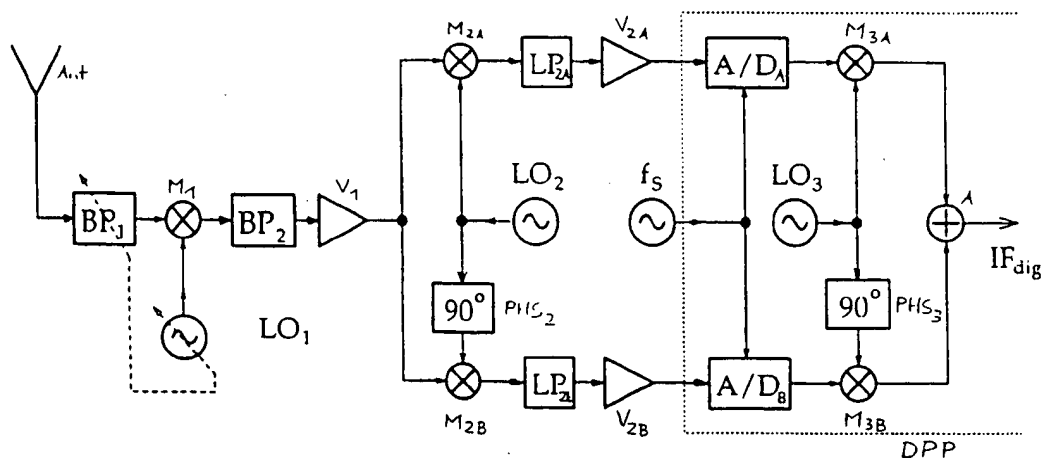 Ant
M2A
LP2A
V2A
A/DA
M3A
BP1
M1
BP2
V1
LO1
LO2
90° PHS2
fS
LO3
90° PHS3
A
IFdig
M2B
LP2B
V2B
A/DB
M3B
DPP